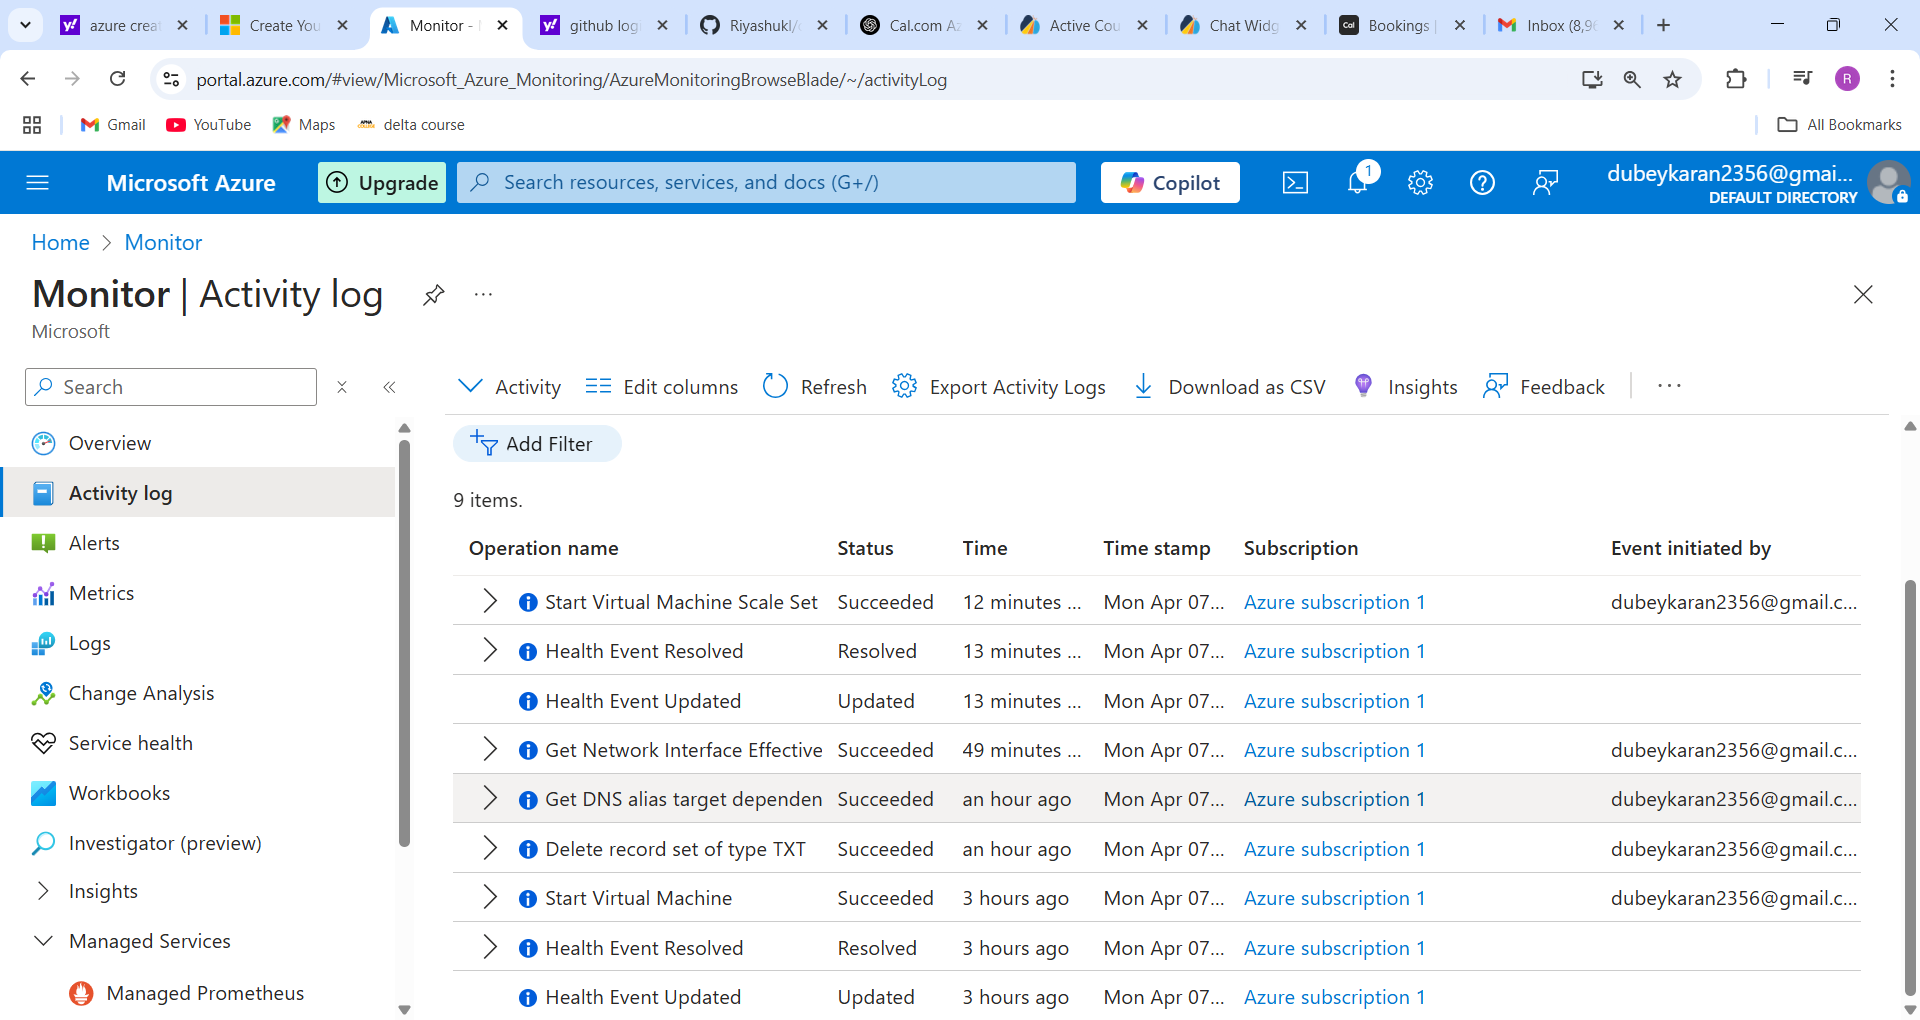 azure creat
Create You
Monitor -
github log
Riyashukl/
Cal.com Az
Active Cou
Chat Widg
Bookings |
Inbox (8,9
portal.azure.com/#view/Microsoft_Azure_Monitoring/AzureMonitoringBrowseBlade/~/activityLog
R
Gmail
YouTube
Maps
delta course
All Bookmarks
Microsoft Azure
Upgrade
Search resources, services, and docs (G+/)
Copilot
1
dubeykaran2356@gmai...
DEFAULT DIRECTORY
Home > Monitor
Monitor | Activity log
...
Microsoft
Search
Activity
Edit columns
Refresh
Export Activity Logs
Download as CSV
Insights
Feedback
...
Overview
Activity log
Alerts
Metrics
Logs
Change Analysis
Service health
Workbooks
Investigator (preview)
Insights
Managed Services
Managed Prometheus
Add Filter
9 items.
Operation name Status Time Time stamp Subscription Event initiated by
Start Virtual Machine Scale Set Succeeded 12 minutes ... Mon Apr 07... Azure subscription 1 dubeykaran2356@gmail.c...
Health Event Resolved Resolved 13 minutes ... Mon Apr 07... Azure subscription 1
Health Event Updated Updated 13 minutes ... Mon Apr 07... Azure subscription 1
Get Network Interface Effective Succeeded 49 minutes ... Mon Apr 07... Azure subscription 1 dubeykaran2356@gmail.c...
Get DNS alias target dependen Succeeded an hour ago Mon Apr 07... Azure subscription 1 dubeykaran2356@gmail.c...
Delete record set of type TXT Succeeded an hour ago Mon Apr 07... Azure subscription 1 dubeykaran2356@gmail.c...
Start Virtual Machine Succeeded 3 hours ago Mon Apr 07... Azure subscription 1 dubeykaran2356@gmail.c...
Health Event Resolved Resolved 3 hours ago Mon Apr 07... Azure subscription 1
Health Event Updated Updated 3 hours ago Mon Apr 07... Azure subscription 1